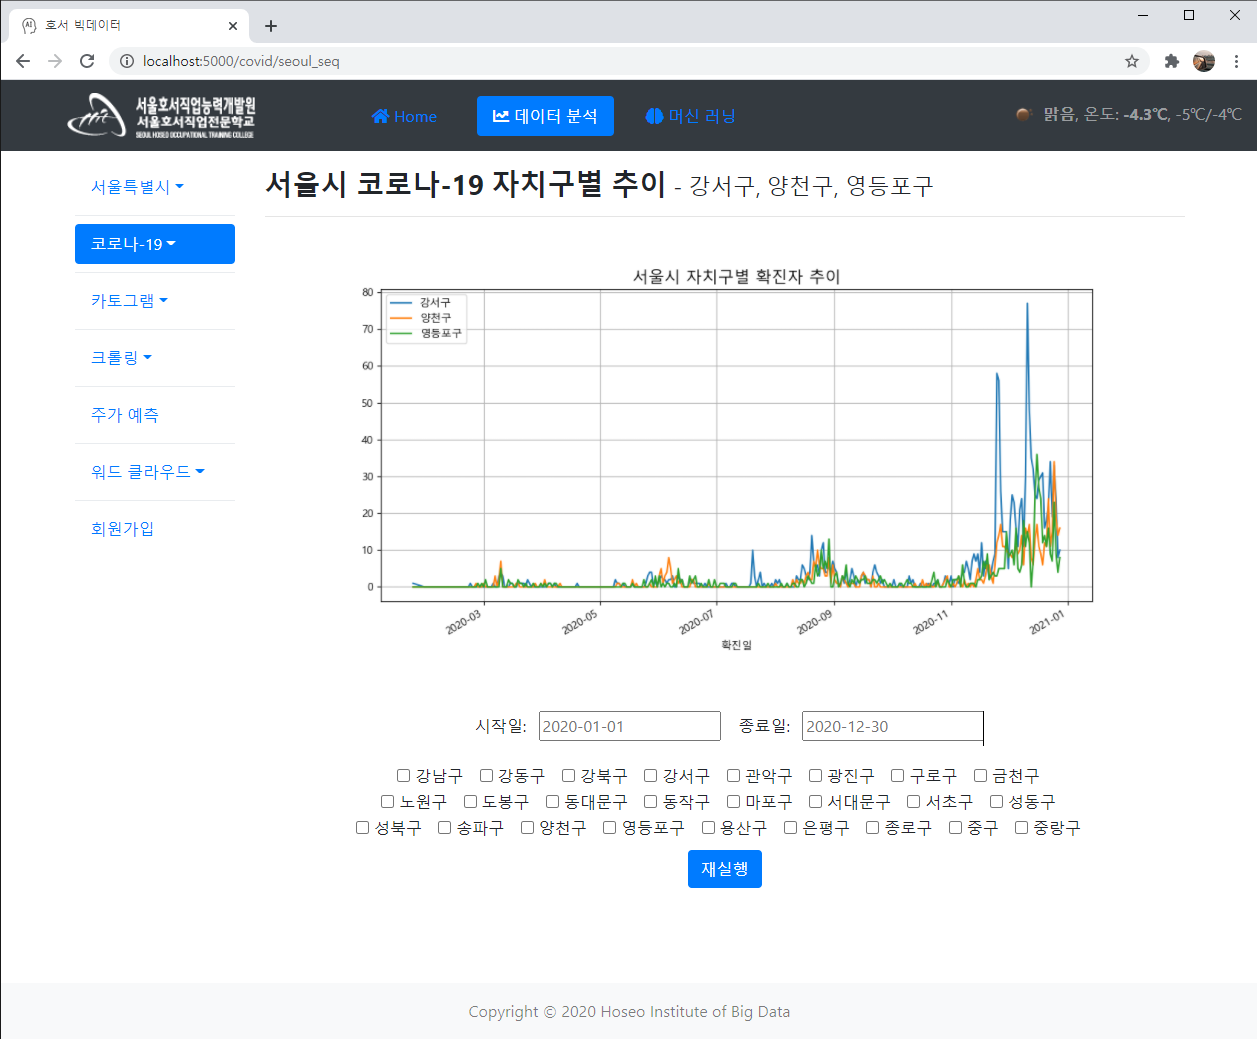 호서 빅데이터
localhost:5000/covid/seoul_seq
서울호서직업능력개발원
서울호서직업전문학교
SEOUL HOSEO OCCUPATIONAL TRAINING COLLEGE
Home 데이터 분석 머신 러닝 맑음, 온도: -4.3℃, -5℃/-4℃
서울특별시
코로나-19
카토그램
크롤링
주가 예측
워드 클라우드
회원가입
서울시 코로나-19 자치구별 추이 - 강서구, 양천구, 영등포구
서울시 자치구별 확진자 추이
강서구
양천구
영등포구
80
70
60
50
40
30
20
10
0
2020-03 2020-05 2020-07 2020-09 2020-11 2021-01
확진일
시작일: 2020-01-01 종료일: 2020-12-30
강남구 강동구 강북구 강서구 관악구 광진구 구로구 금천구
노원구 도봉구 동대문구 동작구 마포구 서대문구 서초구 성동구
성북구 송파구 양천구 영등포구 용산구 은평구 종로구 중구 중랑구
재실행
Copyright © 2020 Hoseo Institute of Big Data